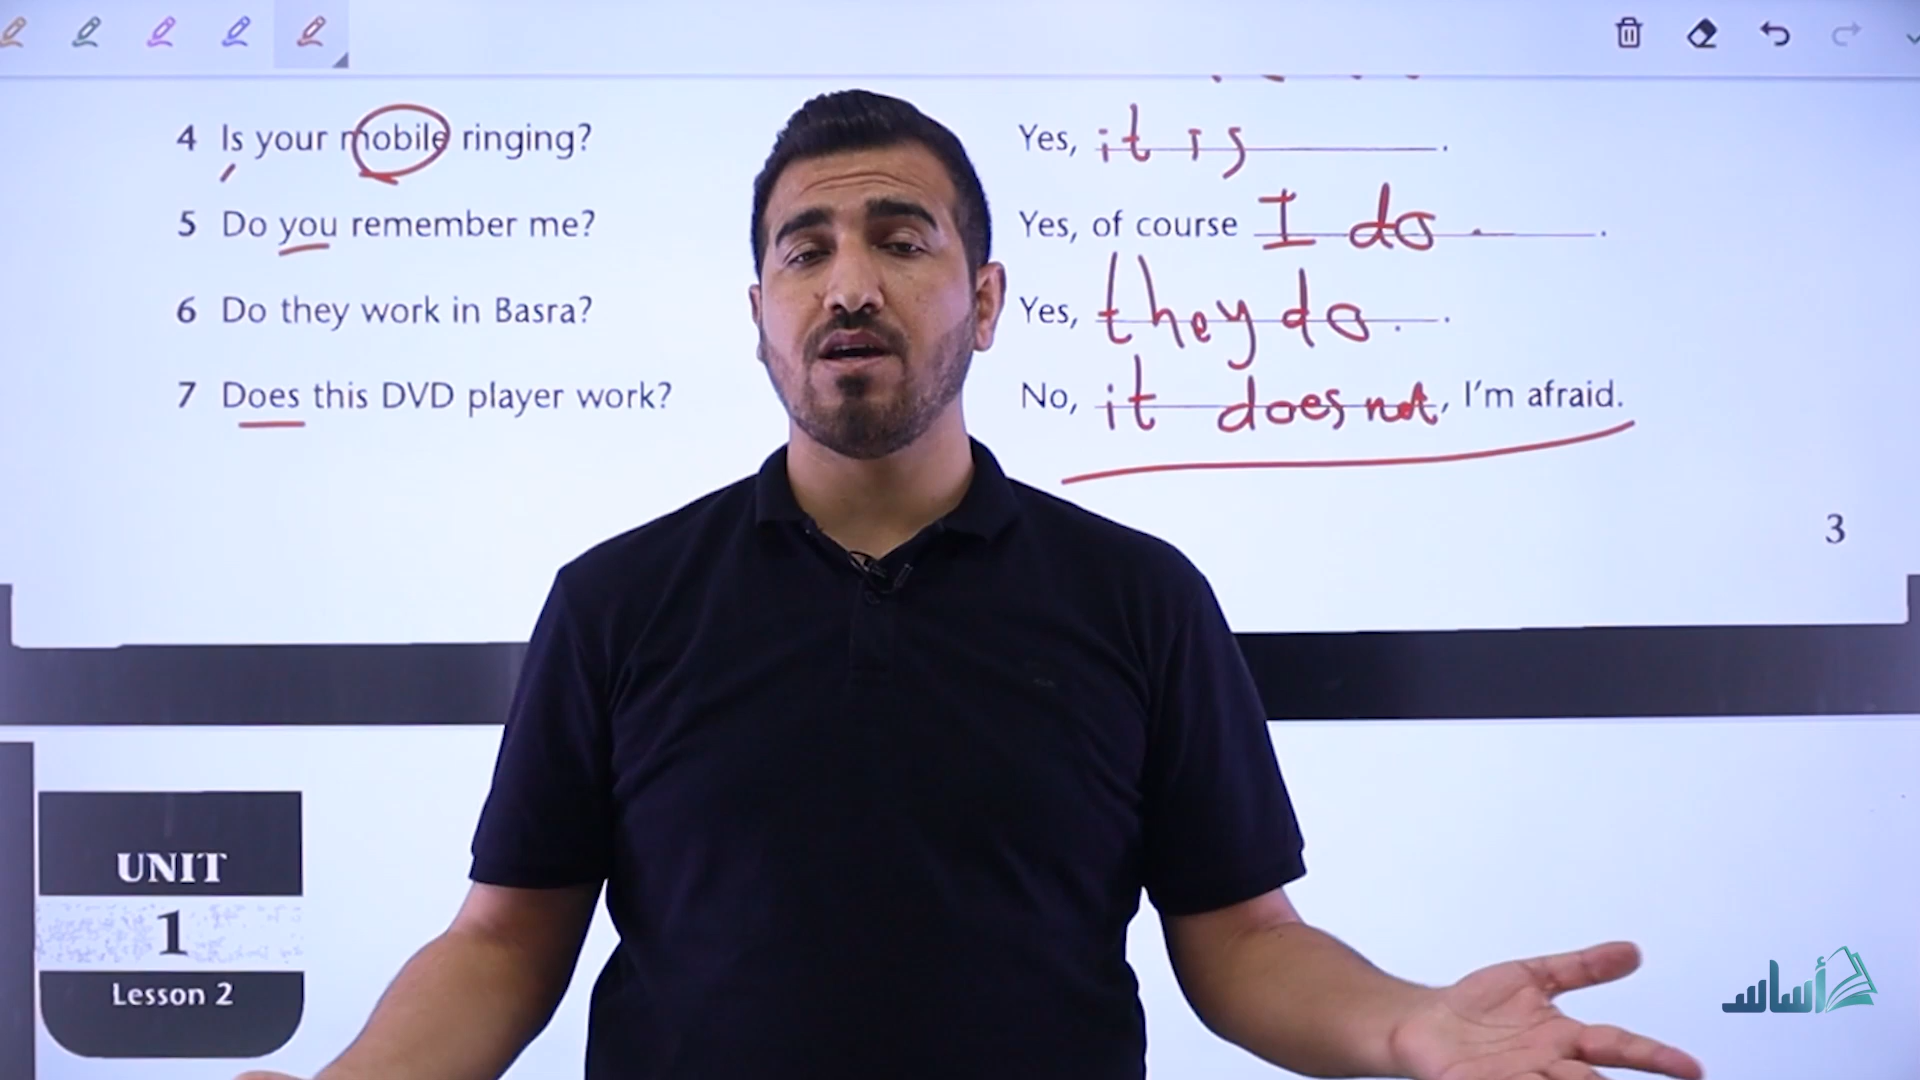 4 Is your mobile ringing? Yes, it is.
5 Do you remember me? Yes, of course I do.
6 Do they work in Basra? Yes, they do.
7 Does this DVD player work? No, it does not, I'm afraid.
3
UNIT
1
Lesson 2
أساس